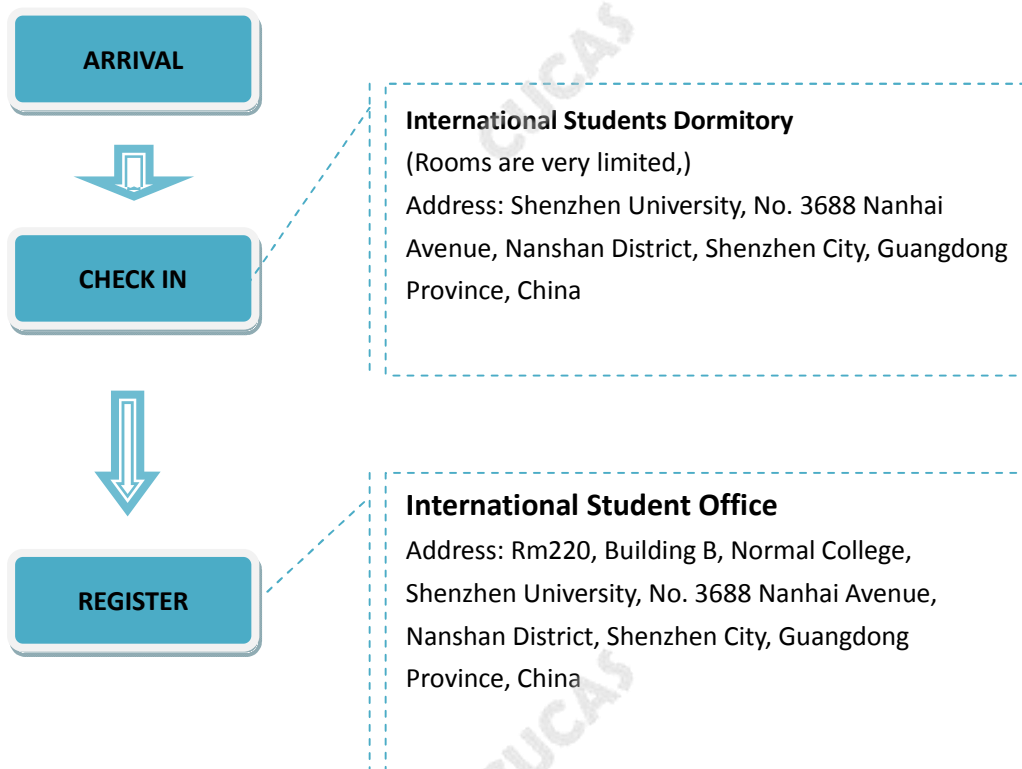 ARRIVAL
CUCAS
International Students Dormitory
(Rooms are very limited,)
Address: Shenzhen University, No. 3688 Nanhai
Avenue, Nanshan District, Shenzhen City, Guangdong
Province, China
CHECK IN
International Student Office
Address: Rm220, Building B, Normal College,
Shenzhen University, No. 3688 Nanhai Avenue,
Nanshan District, Shenzhen City, Guangdong
Province, China
REGISTER
CUCAS